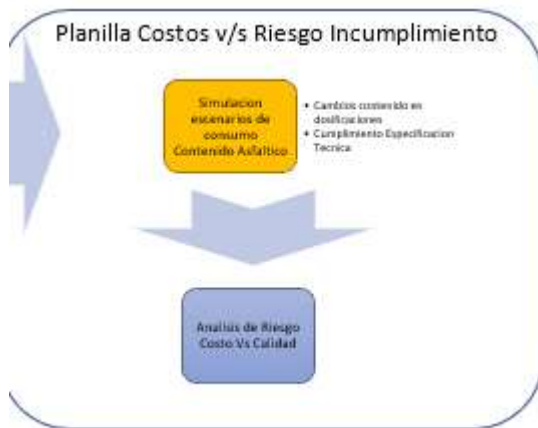 Planilla Costos v/s Riesgo Incumplimiento
Simulacion
escenarios de
consumo
Contenido Asfaltico
• Cambios contenido en
dosificaciones
• Cumplimiento Especificacion
Tecnica
Analisis de Riesgo
Costo Vs Calidad